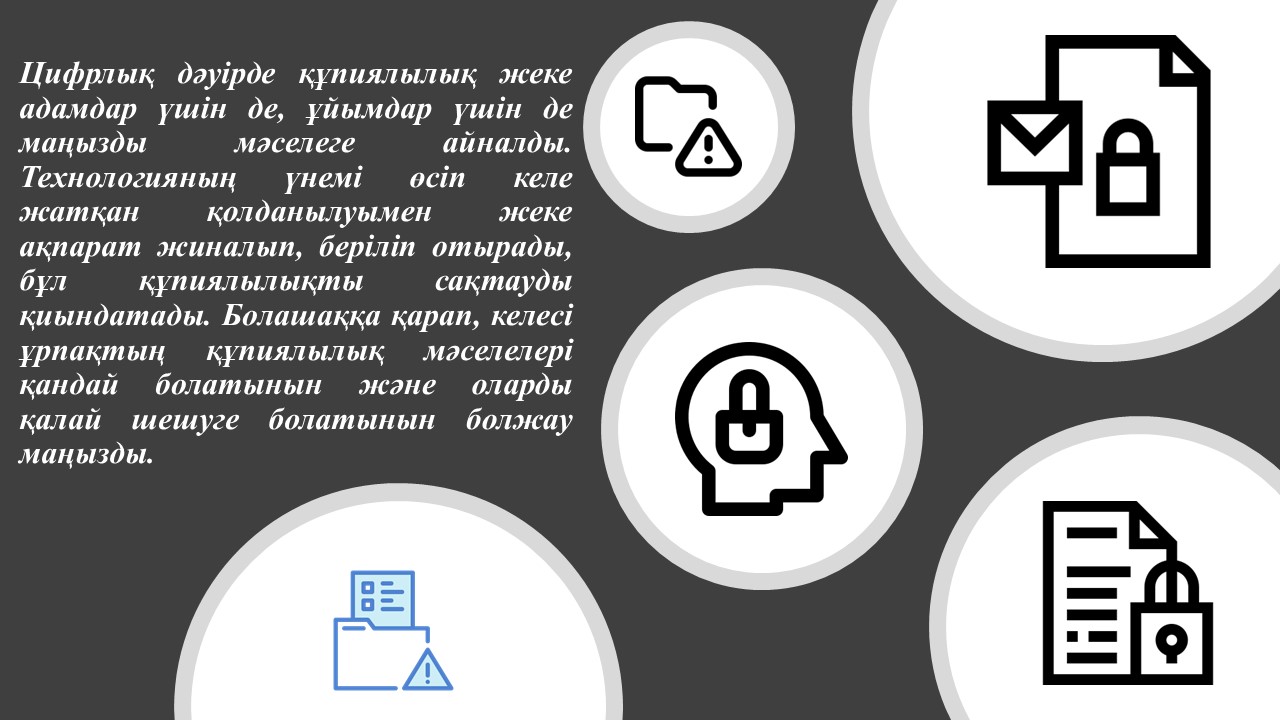 Цифрлық дәуірде құпиялылық жеке
адамдар үшін де, ұйымдар үшін де
маңызды мәселеге айналды.
Технологияның үнемі өсіп келе
жатқан қолданылуымен жеке
ақпарат жиналып, беріліп отырады,
бұл құпиялылықты сақтауды
қиындатады. Болашаққа қарап, келесі
ұрпақтың құпиялылық мәселелері
қандай болатынын және оларды
қалай шешуге болатынын болжау
маңызды.